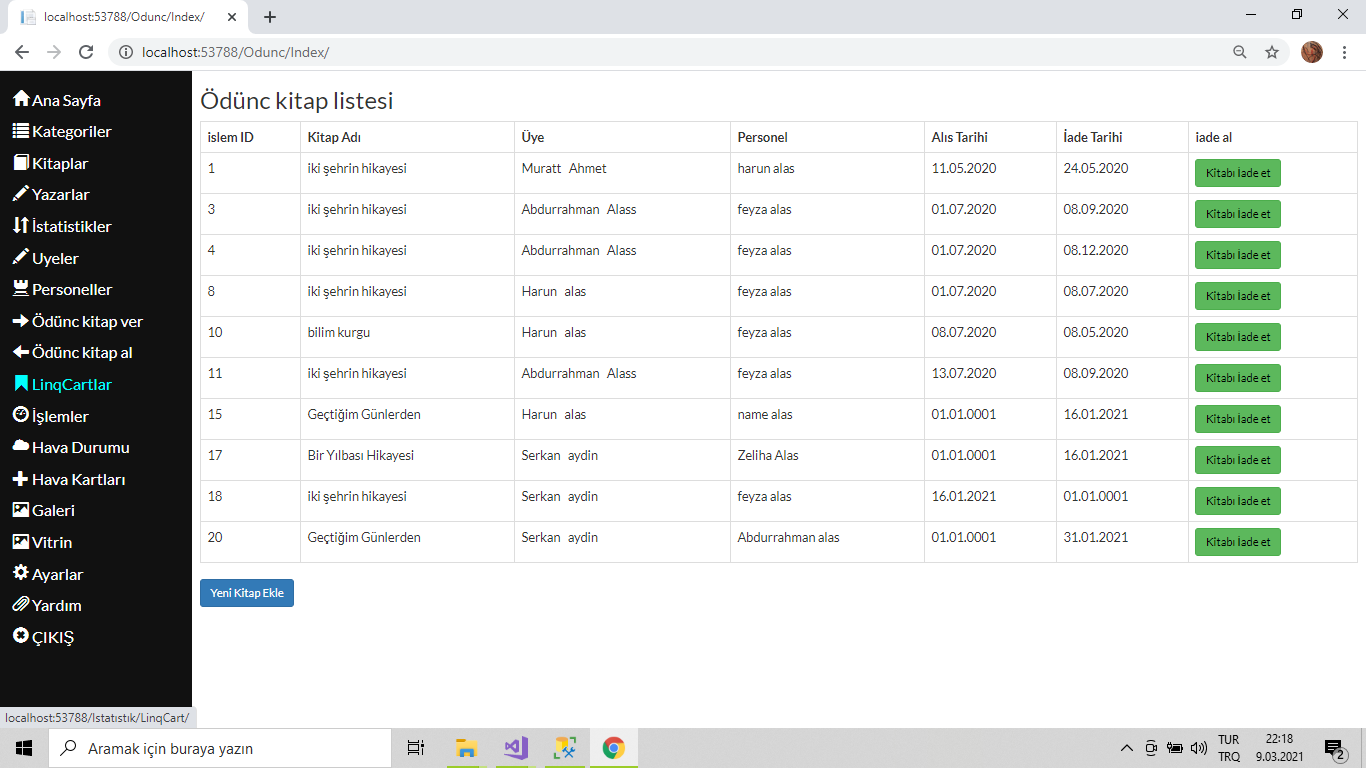 localhost:53788/Odunc/Index/
localhost:53788/Odunc/Index/
Ana Sayfa
Kategoriler
Kitaplar
Yazarlar
İstatistikler
Uyeler
Personeller
Ödünc kitap ver
Ödünc kitap al
LinqCartlar
İşlemler
Hava Durumu
Hava Kartları
Galeri
Vitrin
Ayarlar
Yardım
ÇIKIŞ
Ödünc kitap listesi
islem ID Kitap Adı Üye Personel Alıs Tarihi İade Tarihi iade al
1 iki şehrin hikayesi Muratt Ahmet harun alas 11.05.2020 24.05.2020 Kitabı İade et
3 iki şehrin hikayesi Abdurrahman Alass feyza alas 01.07.2020 08.09.2020 Kitabı İade et
4 iki şehrin hikayesi Abdurrahman Alass feyza alas 01.07.2020 08.12.2020 Kitabı İade et
8 iki şehrin hikayesi Harun alas feyza alas 01.07.2020 08.07.2020 Kitabı İade et
10 bilim kurgu Harun alas feyza alas 08.07.2020 08.05.2020 Kitabı İade et
11 iki şehrin hikayesi Abdurrahman Alass feyza alas 13.07.2020 08.09.2020 Kitabı İade et
15 Geçtiğim Günlerden Harun alas name alas 01.01.0001 16.01.2021 Kitabı İade et
17 Bir Yılbası Hikayesi Serkan aydin Zeliha Alas 01.01.0001 16.01.2021 Kitabı İade et
18 iki şehrin hikayesi Serkan aydin feyza alas 16.01.2021 01.01.0001 Kitabı İade et
20 Geçtiğim Günlerden Serkan aydin Abdurrahman alas 01.01.0001 31.01.2021 Kitabı İade et
Yeni Kitap Ekle
localhost:53788/Istatıstık/LinqCart/
Aramak için buraya yazın
TUR
TRQ
22:18
9.03.2021
2